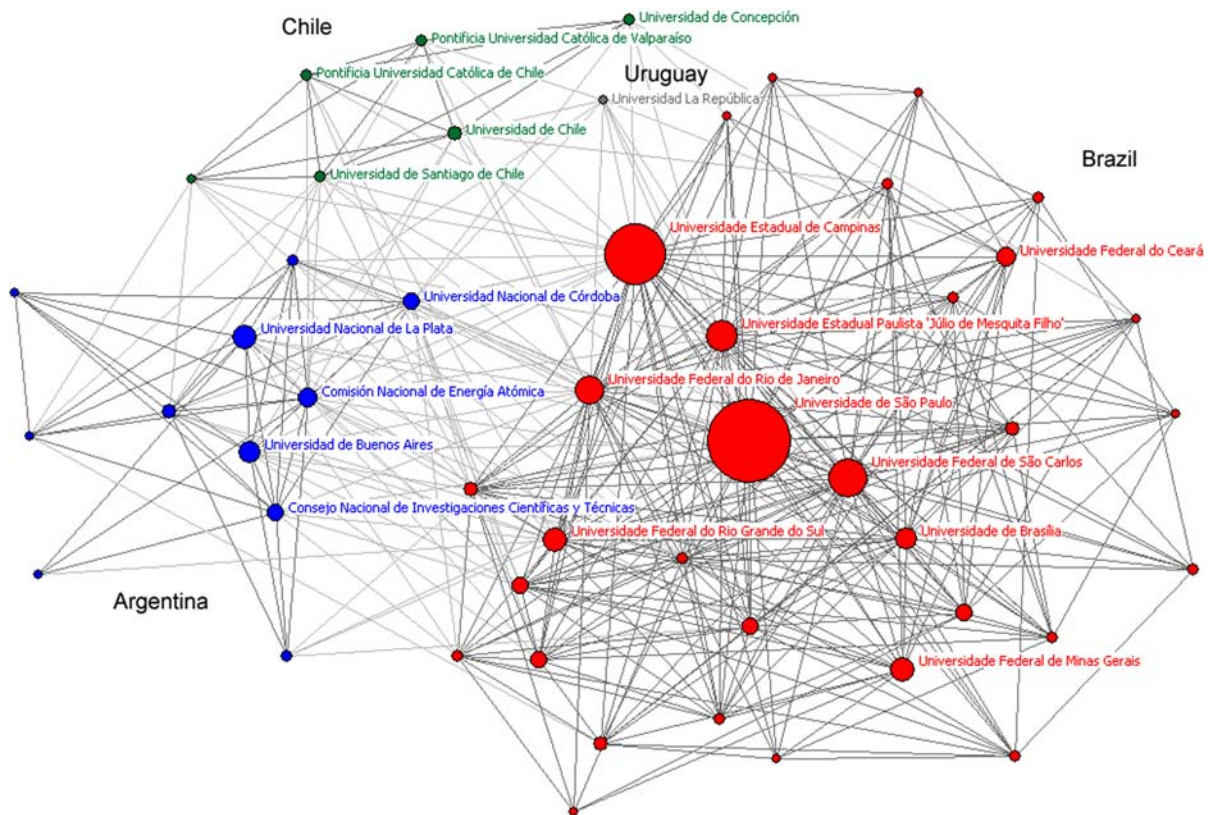 Universidad de Concepción
Chile
Pontificia Universidad Católica de Valparaíso
Pontificia Universidad Católica de Chile
Uruguay
Universidad La República
Universidad de Chile
Brazil
Universidad de Santiago de Chile
Universidade Estadual de Campinas
Universidade Federal do Ceará
Universidad Nacional de Córdoba
Universidad Nacional de La Plata
Universidade Estadual Paulista 'Júlio de Mesquita Filho'
Universidade Federal do Rio de Janeiro
Comisión Nacional de Energía Atómica
Universidade de São Paulo
Universidad de Buenos Aires
Universidade Federal de São Carlos
Consejo Nacional de Investigaciones Científicas y Técnicas
Universidade Federal do Rio Grande do Sul
Universidade de Brasilia
Argentina
Universidade Federal de Minas Gerais